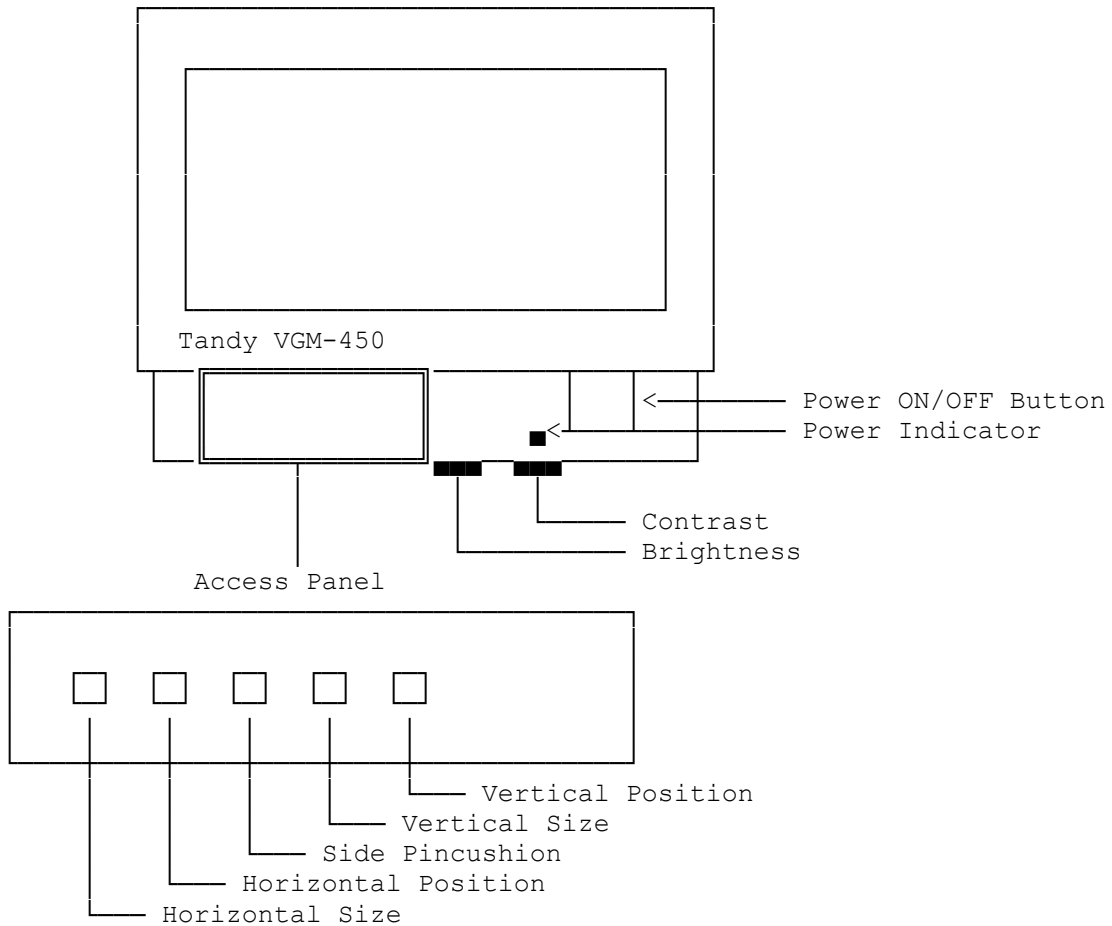 Tandy VGM-450
Power ON/OFF Button
Power Indicator
Contrast
Brightness
Access Panel
Vertical Position
Vertical Size
Side Pincushion
Horizontal Position
Horizontal Size